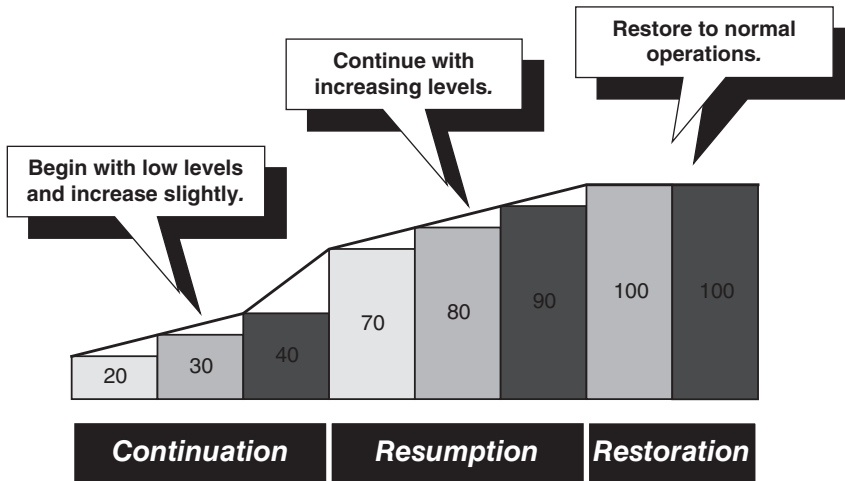 Restore to normal
operations.
Continue with
increasing levels.
Begin with low levels
and increase slightly.
20
30
40
70
80
90
100
100
Continuation
Resumption
Restoration